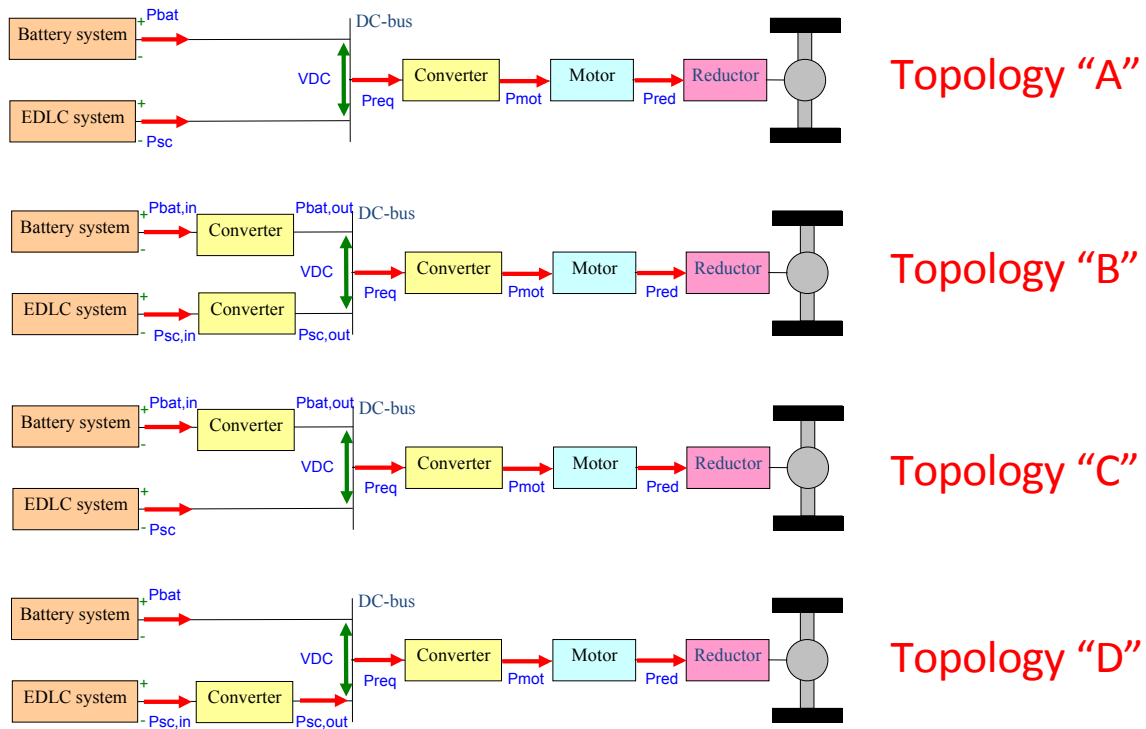 + Pbat
DC-bus
Battery system
-
VDC
Converter
Motor
Reductor
Topology “A”
Preq
Pmot
Pred
+
EDLC system
- Psc
+ Pbat,in
Pbat,out
DC-bus
Battery system
Converter
-
VDC
Converter
Motor
Reductor
Topology “B”
Preq
Pmot
Pred
+
EDLC system
Converter
- Psc,in
Psc,out
+ Pbat,in
Pbat,out
DC-bus
Battery system
Converter
-
VDC
Converter
Motor
Reductor
Topology “C”
Preq
Pmot
Pred
+
EDLC system
- Psc
+ Pbat
DC-bus
Battery system
-
VDC
Converter
Motor
Reductor
Topology “D”
Preq
Pmot
Pred
+
EDLC system
Converter
- Psc,in
Psc,out